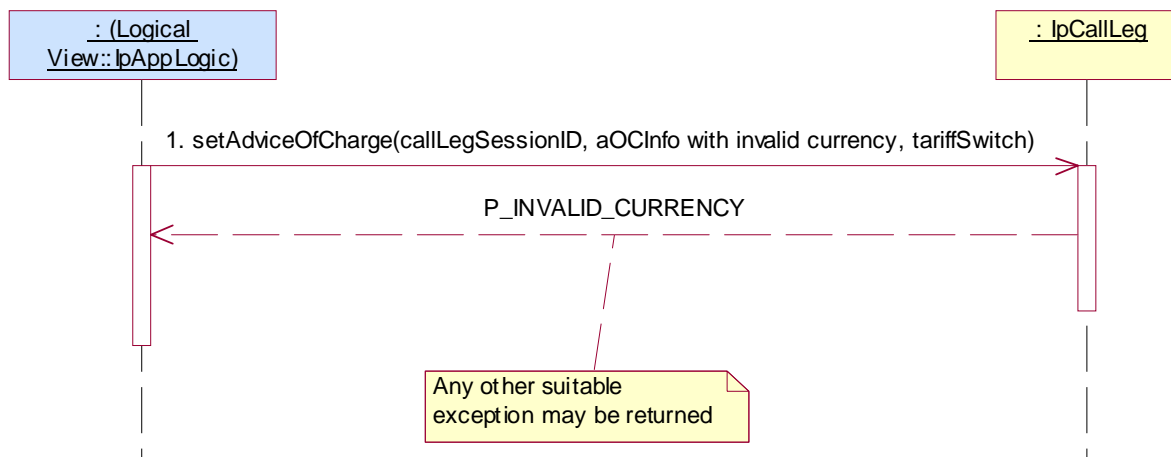 : (Logical
View::IpAppLogic)
: IpCallLeg
1. setAdviceOfCharge(callLegSessionID, aOCInfo with invalid currency, tariffSwitch)
P_INVALID_CURRENCY
Any other suitable
exception may be returned